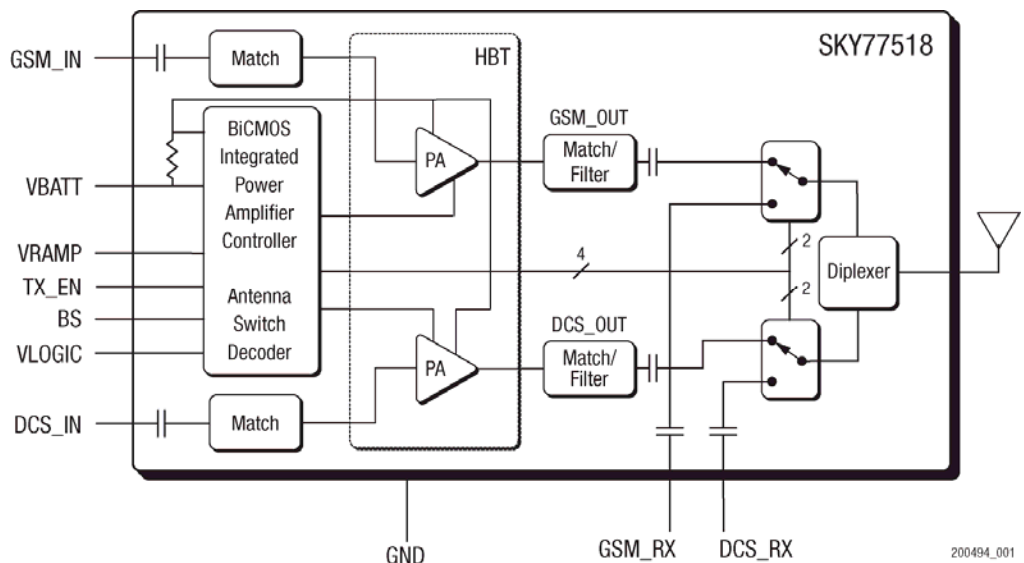 SKY77518
GSM_IN
Match
HBT
BiCMOS
Integrated
Power
Amplifier
Controller
Antenna
Switch
Decoder
PA
GSM_OUT
Match/
Filter
VBATT
VRAMP
TX_EN
BS
VLOGIC
4
2
2
Diplexer
DCS_OUT
Match/
Filter
PA
DCS_IN
Match
GND
GSM_RX
DCS_RX
200494_001